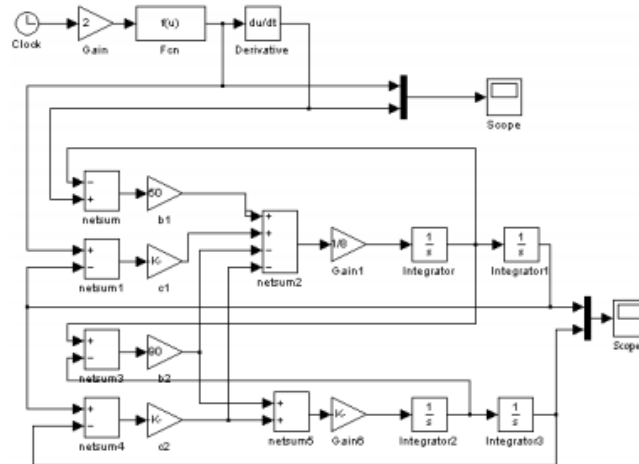 2
f(u)
du/dt
Clock
Gain
Fcn
Derivative
Scope
−
+
50
netsum
b1
+
+
−
−
+
−
K-
netsum1
c1
netsum2
1/8
Gain1
1
s
Integrator
1
s
Integrator1
+
−
90
netsum3
b2
Scope
+
−
K-
netsum4
c2
+
+
netsum5
K-
Gain6
1
s
Integrator2
1
s
Integrator3